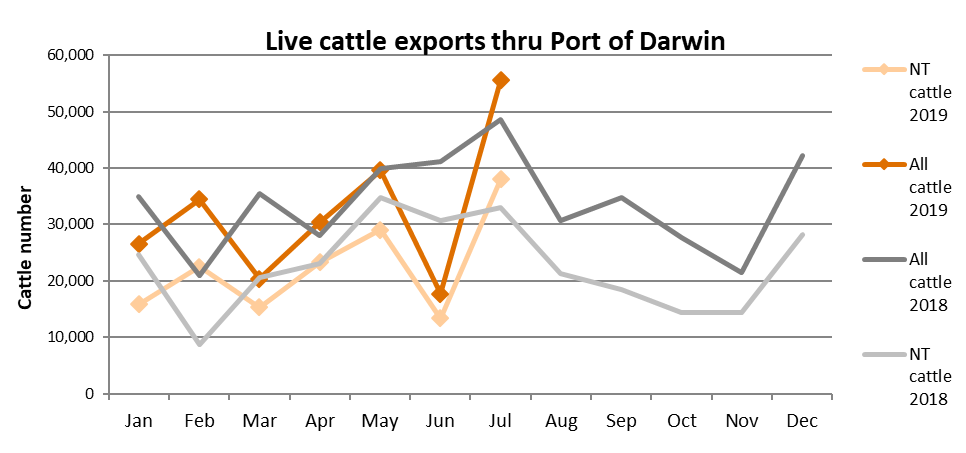 Live cattle exports thru Port of Darwin
60,000
50,000
40,000
30,000
20,000
10,000
0
Cattle number
Jan Feb Mar Apr May Jun Jul Aug Sep Oct Nov Dec
NT
cattle
2019
All
cattle
2019
All
cattle
2018
NT
cattle
2018